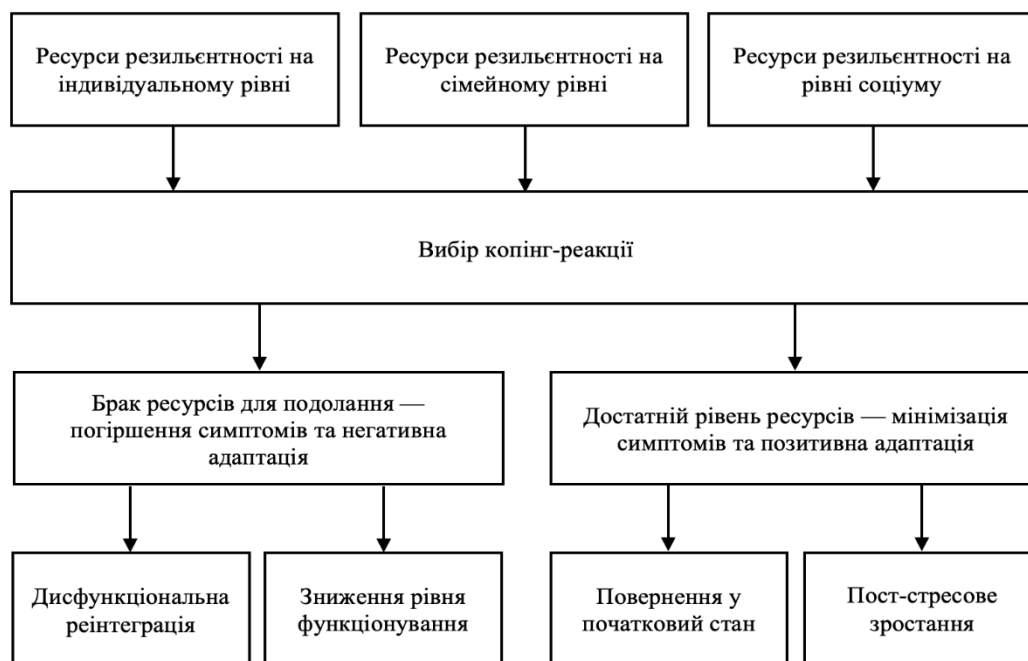 Ресурси резильєнтності на
індивідуальному рівні
Ресурси резильєнтності на
сімейному рівні
Ресурси резильєнтності на
рівні соціуму
Вибір копінг-реакції
Брак ресурсів для подолання —
погіршення симптомів та негативна
адаптація
Достатній рівень ресурсів — мінімізація
симптомів та позитивна адаптація
Дисфункціональна
реінтеграція
Зниження рівня
функціонування
Повернення у
початковий стан
Пост-стресове
зростання